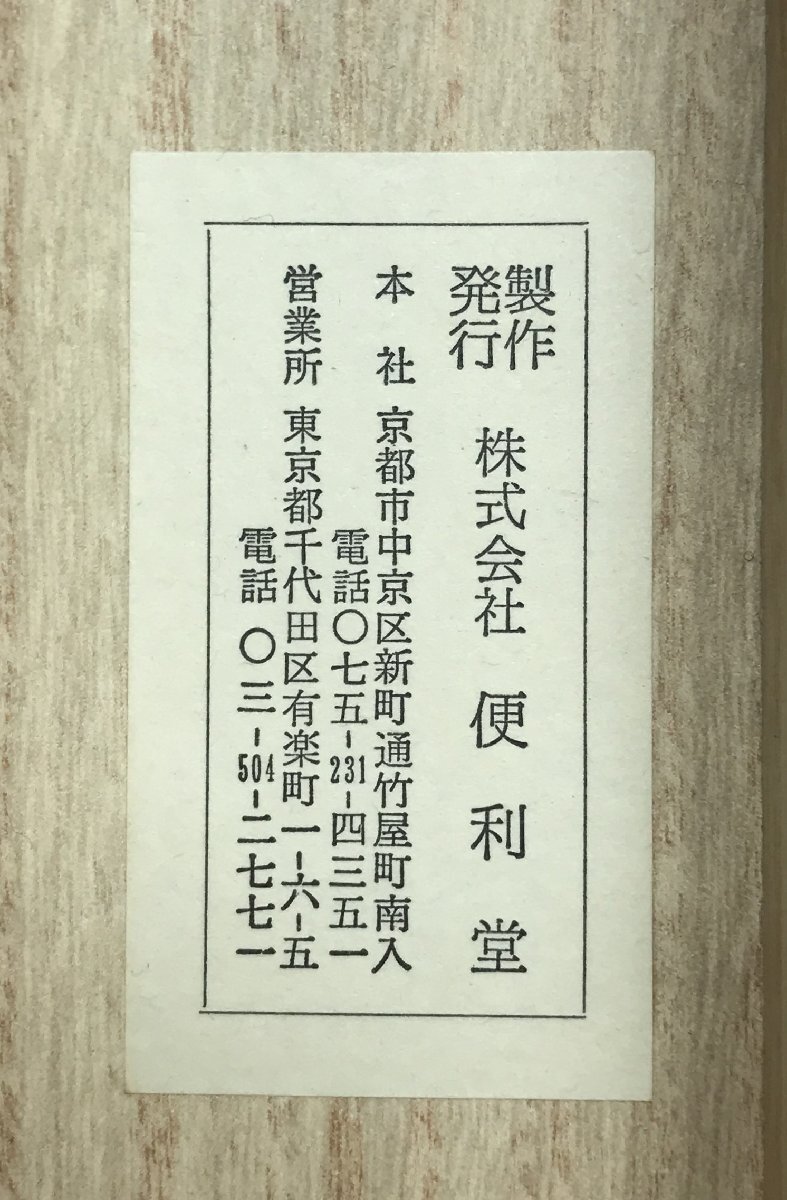 製作
発行 株式会社 便利堂
本社 京都市中京区新町通竹屋町南入
電話〇七五-231-四三五一
営業所 東京都千代田区有楽町一-六-五
電話 〇三-504-二七七一